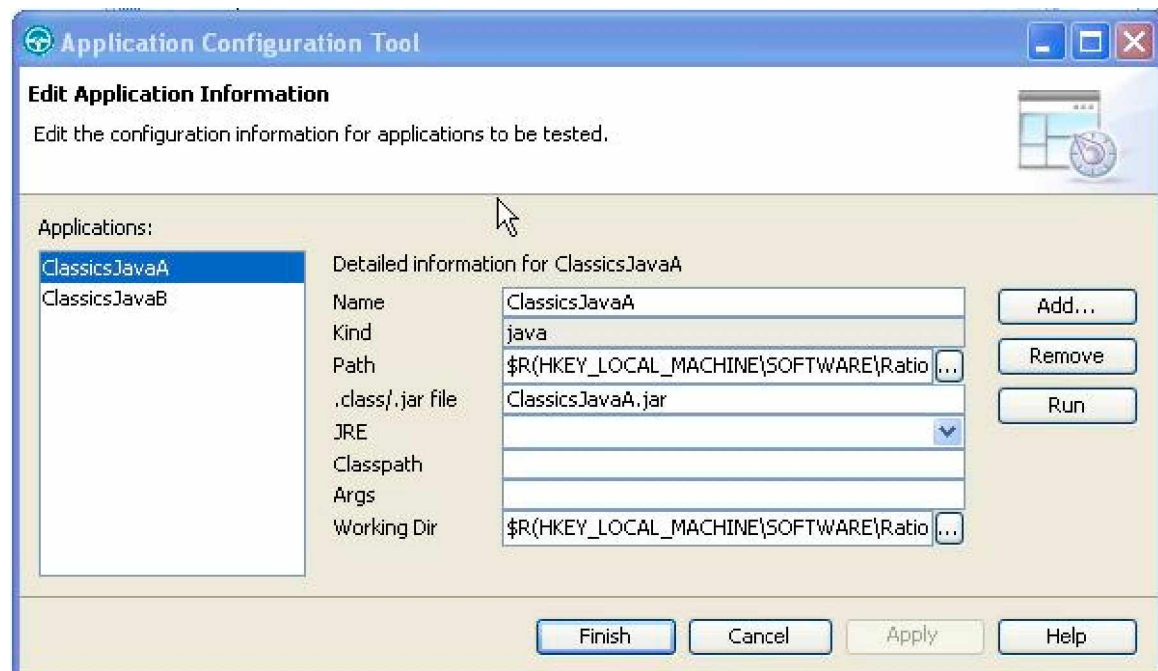 Application Configuration Tool
Edit Application Information
Edit the configuration information for applications to be tested.
Applications:
ClassicsJavaA
ClassicsJavaB
Detailed information for ClassicsJavaA
Name ClassicsJavaA
Kind java
Path $R(HKEY_LOCAL_MACHINE\SOFTWARE\Ratio ...
.class/.jar file ClassicsJavaA.jar
JRE
Classpath
Args
Working Dir $R(HKEY_LOCAL_MACHINE\SOFTWARE\Ratio ...
Add...
Remove
Run
Finish Cancel Apply Help